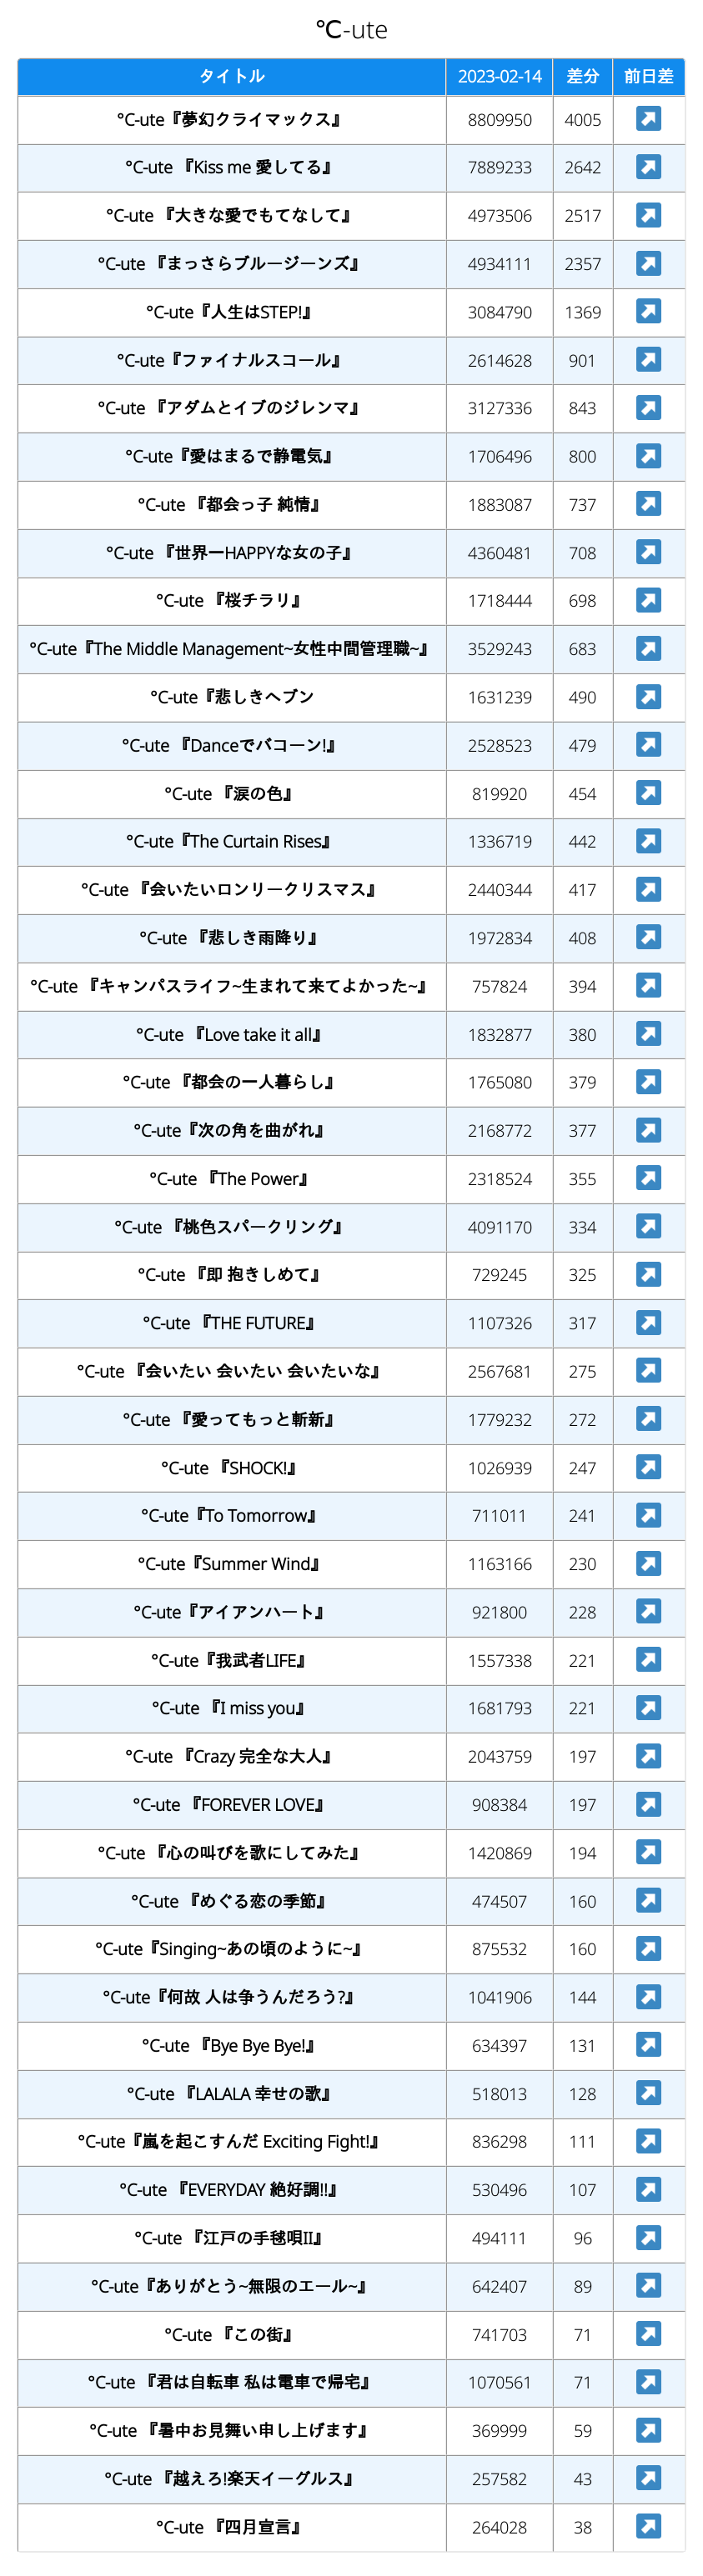 ℃-ute
タイトル 2023-02-14 差分 前日差
°C-ute『夢幻クライマックス』 8809950 4005
°C-ute 『Kiss me 愛してる』 7889233 2642
°C-ute 『大きな愛でもてなして』 4973506 2517
°C-ute 『まっさらブルージーンズ』 4934111 2357
°C-ute『人生はSTEP!』 3084790 1369
°C-ute『ファイナルスコール』 2614628 901
°C-ute 『アダムとイブのジレンマ』 3127336 843
°C-ute『愛はまるで静電気』 1706496 800
°C-ute 『都会っ子 純情』 1883087 737
°C-ute 『世界一HAPPYな女の子』 4360481 708
°C-ute 『桜チラリ』 1718444 698
°C-ute『The Middle Management~女性中間管理職~』 3529243 683
°C-ute『悲しきヘブン 1631239 490
°C-ute 『Danceでバコーン!』 2528523 479
°C-ute 『涙の色』 819920 454
°C-ute『The Curtain Rises』 1336719 442
°C-ute 『会いたいロンリークリスマス』 2440344 417
°C-ute 『悲しき雨降り』 1972834 408
°C-ute 『キャンパスライフ~生まれて来てよかった~』 757824 394
°C-ute 『Love take it all』 1832877 380
°C-ute 『都会の一人暮らし』 1765080 379
°C-ute『次の角を曲がれ』 2168772 377
°C-ute 『The Power』 2318524 355
°C-ute 『桃色スパークリング』 4091170 334
°C-ute 『即 抱きしめて』 729245 325
°C-ute 『THE FUTURE』 1107326 317
°C-ute 『会いたい 会いたい 会いたいな』 2567681 275
°C-ute 『愛ってもっと斬新』 1779232 272
°C-ute 『SHOCK!』 1026939 247
°C-ute『To Tomorrow』 711011 241
°C-ute『Summer Wind』 1163166 230
°C-ute『アイアンハート』 921800 228
°C-ute『我武者LIFE』 1557338 221
°C-ute 『I miss you』 1681793 221
°C-ute 『Crazy 完全な大人』 2043759 197
°C-ute 『FOREVER LOVE』 908384 197
°C-ute 『心の叫びを歌にしてみた』 1420869 194
°C-ute 『めぐる恋の季節』 474507 160
°C-ute『Singing~あの頃のように~』 875532 160
°C-ute『何故 人は争うんだろう?』 1041906 144
°C-ute 『Bye Bye Bye!』 634397 131
°C-ute 『LALALA 幸せの歌』 518013 128
°C-ute『嵐を起こすんだ Exciting Fight!』 836298 111
°C-ute 『EVERYDAY 絶好調!!』 530496 107
°C-ute 『江戸の手毬唄II』 494111 96
°C-ute『ありがとう~無限のエール~』 642407 89
°C-ute 『この街』 741703 71
°C-ute 『君は自転車 私は電車で帰宅』 1070561 71
°C-ute 『暑中お見舞い申し上げます』 369999 59
°C-ute 『越えろ!楽天イーグルス』 257582 43
°C-ute 『四月宣言』 264028 38